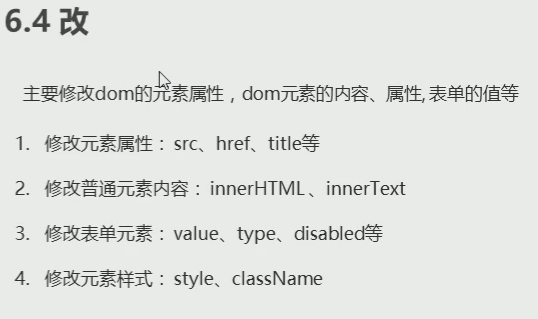 6.4 改
主要修改dom的元素属性，dom元素的内容、属性, 表单的值等
1. 修改元素属性：src、href、title等
2. 修改普通元素内容：innerHTML 、innerText
3. 修改表单元素：value、type、disabled等
4. 修改元素样式：style、className